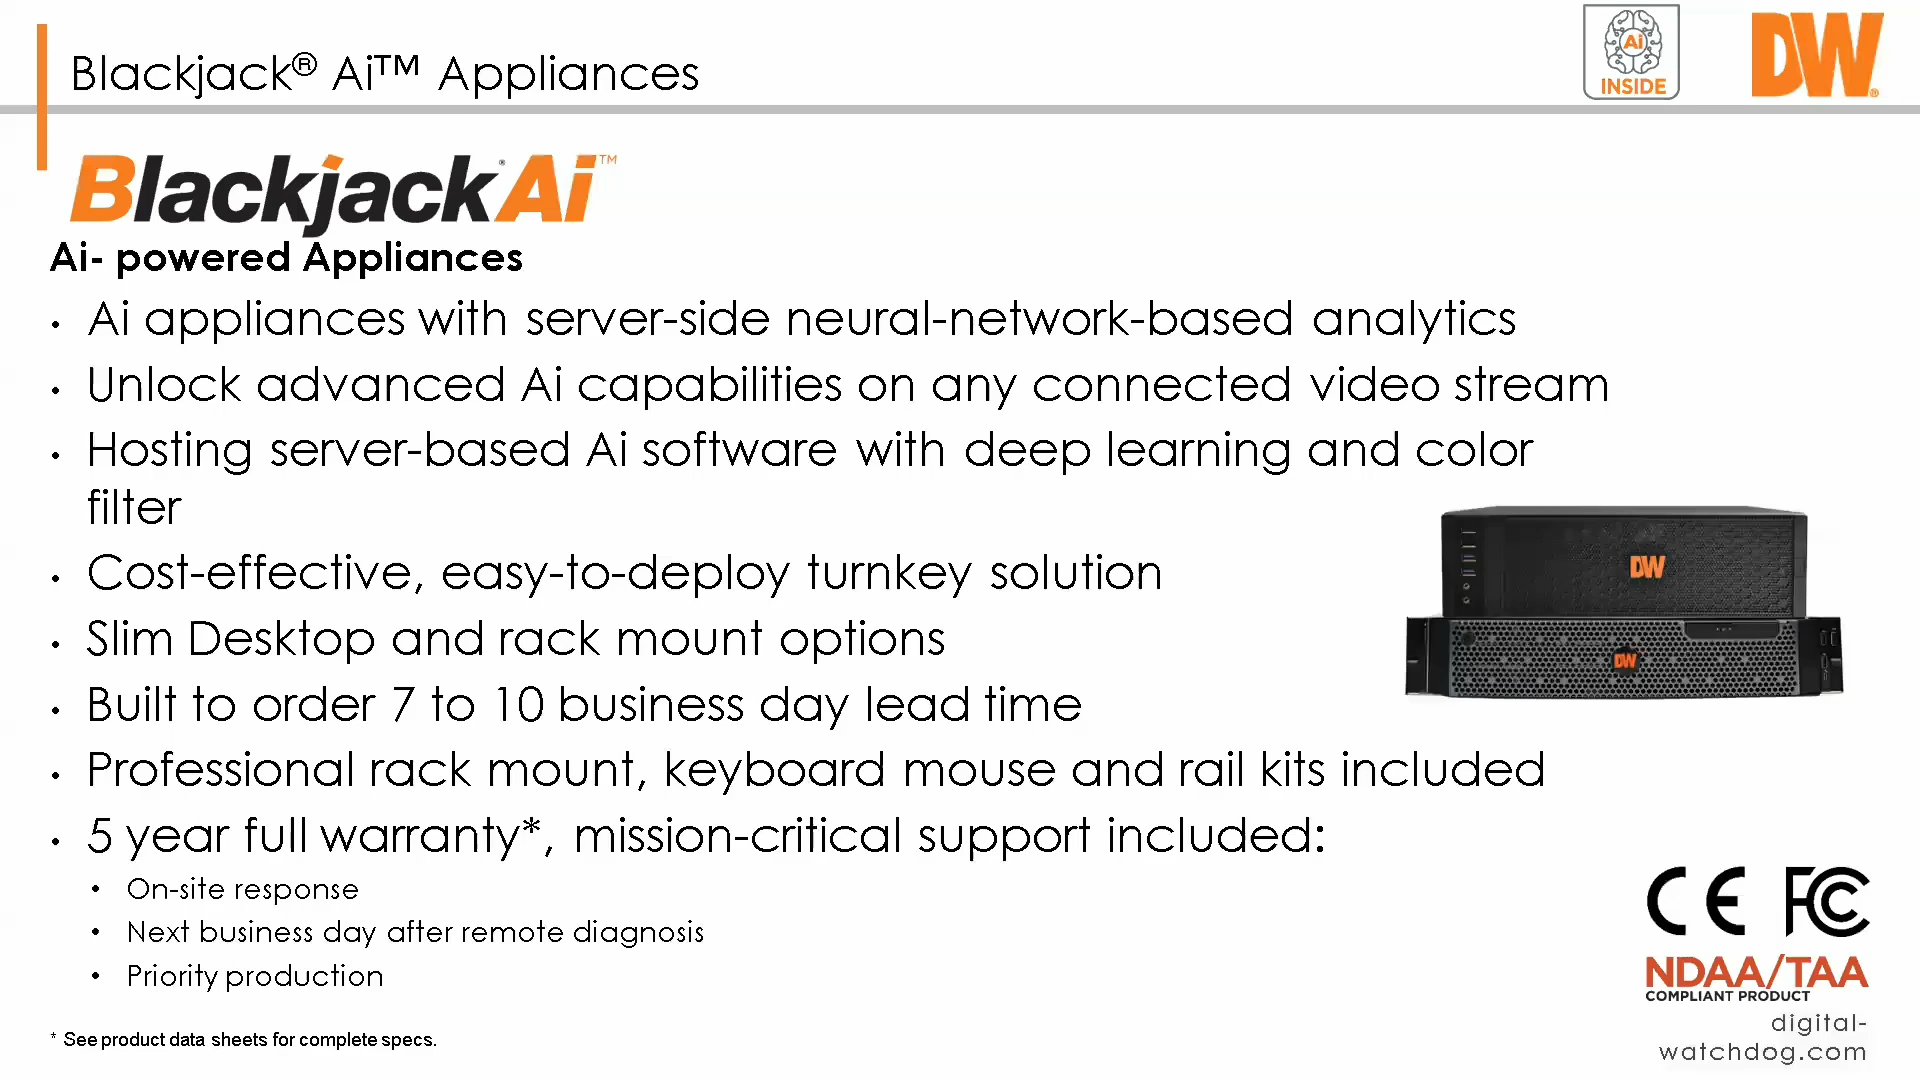 Blackjack® Ai™ Appliances
Ai
INSIDE
DW®
Blackjack® Ai™
Ai- powered Appliances
• Ai appliances with server-side neural-network-based analytics
• Unlock advanced Ai capabilities on any connected video stream
• Hosting server-based Ai software with deep learning and color
filter
• Cost-effective, easy-to-deploy turnkey solution
• Slim Desktop and rack mount options
• Built to order 7 to 10 business day lead time
• Professional rack mount, keyboard mouse and rail kits included
• 5 year full warranty*, mission-critical support included:
• On-site response
• Next business day after remote diagnosis
• Priority production
* See product data sheets for complete specs.
DW
DW
CE FC
NDAA/TAA
COMPLIANT PRODUCT
digital-
watchdog.com